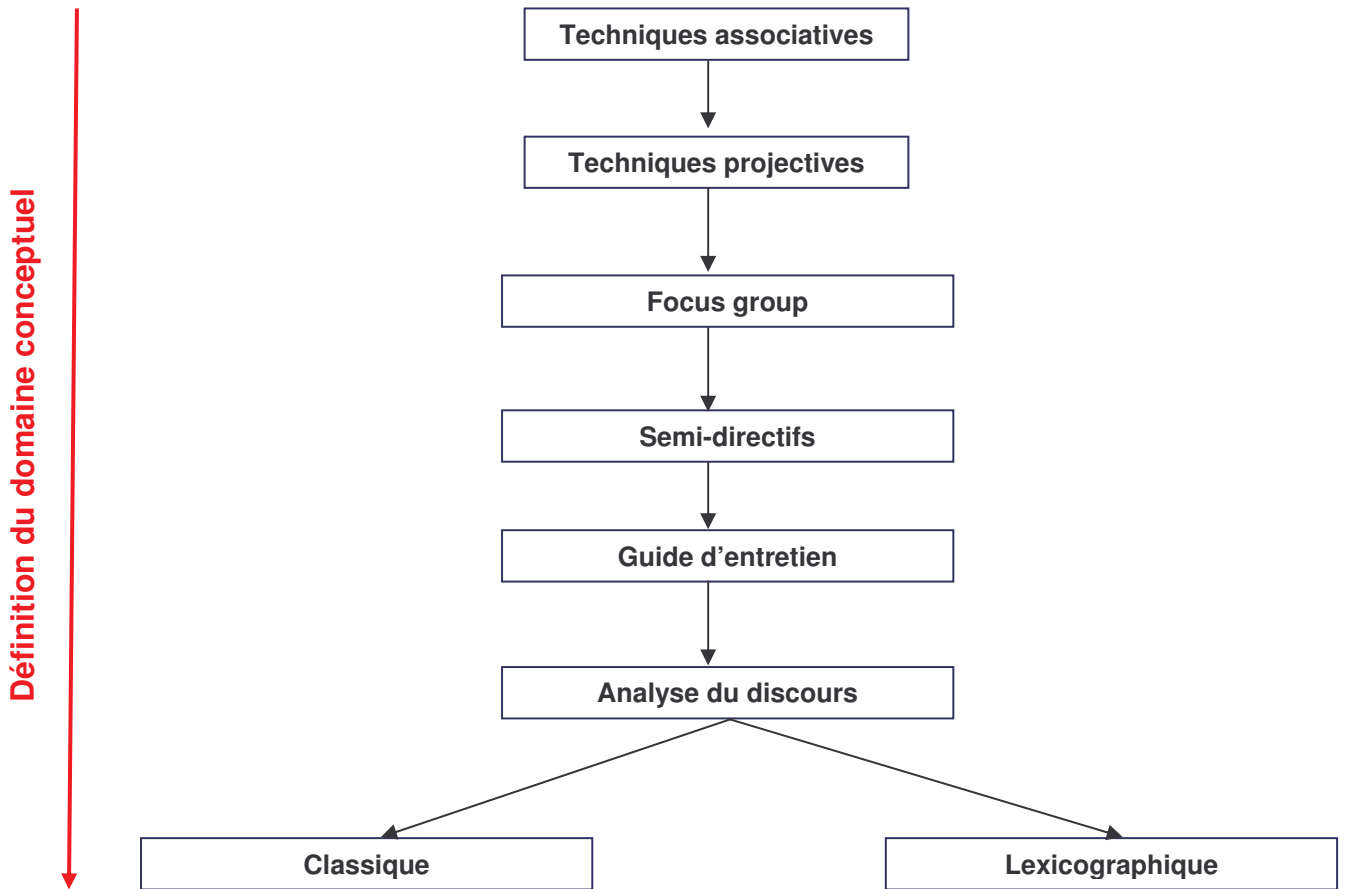 Techniques associatives
Techniques projectives
Définition du domaine conceptuel
Focus group
Semi-directifs
Guide d’entretien
Analyse du discours
Classique
Lexicographique